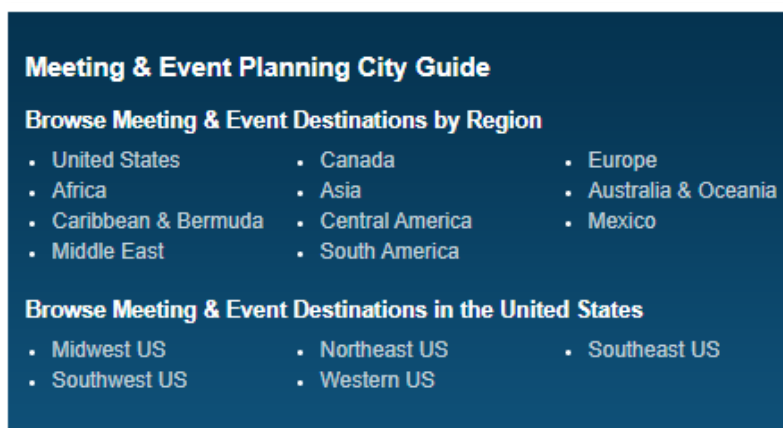 Meeting & Event Planning City Guide
Browse Meeting & Event Destinations by Region
United States
Canada
Europe
Africa
Asia
Australia & Oceania
Caribbean & Bermuda
Central America
Mexico
Middle East
South America
Browse Meeting & Event Destinations in the United States
Midwest US
Northeast US
Southeast US
Southwest US
Western US